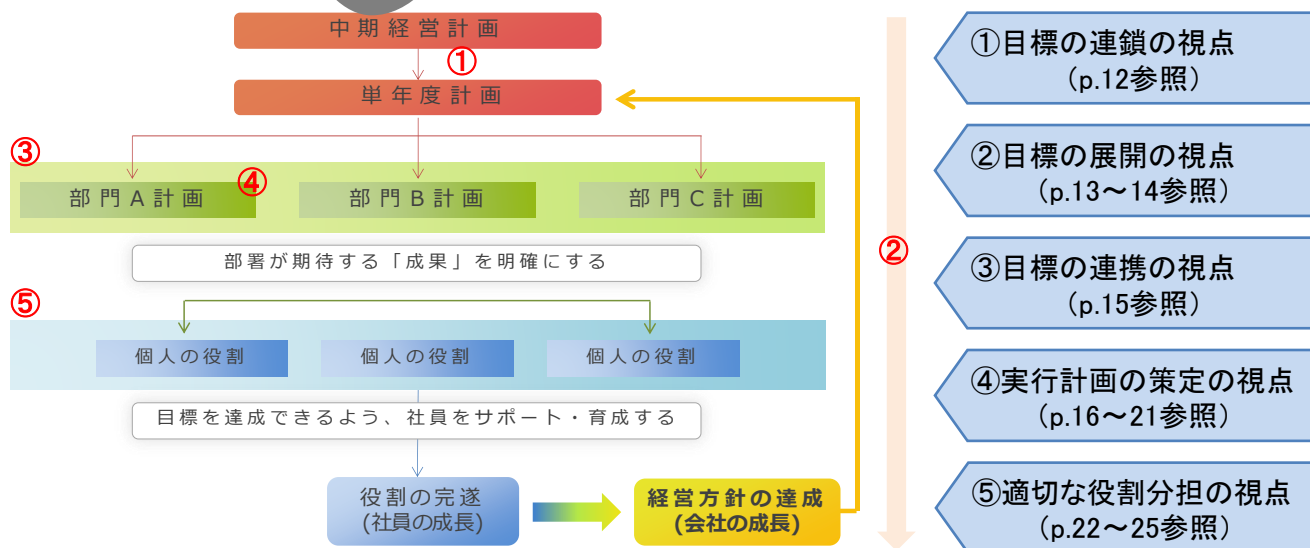 中期経営計画
①
単年度計画
③
④
部門A計画
部門B計画
部門C計画
部署が期待する「成果」を明確にする
⑤
個人の役割
個人の役割
個人の役割
目標を達成できるよう、社員をサポート・育成する
役割の完遂
(社員の成長)
経営方針の達成
(会社の成長)
②
①目標の連鎖の視点
(p.12参照)
②目標の展開の視点
(p.13～14参照)
③目標の連携の視点
(p.15参照)
④実行計画の策定の視点
(p.16～21参照)
⑤適切な役割分担の視点
(p.22～25参照)